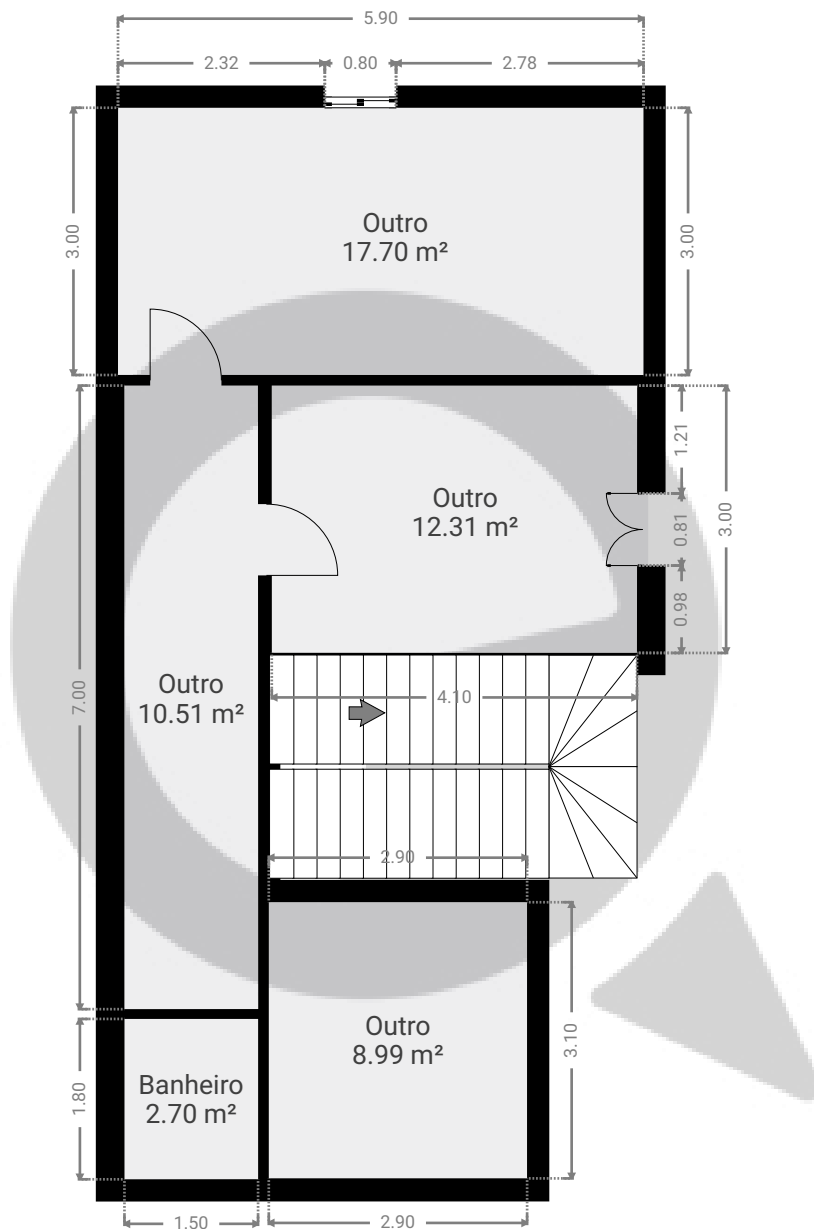 5.90
2.32
0.80
2.78
3.00
3.00
Outro
17.70 m²
1.21
Outro
12.31 m²
0.81
3.00
0.98
7.00
Outro
10.51 m²
4.10
2.90
Outro
8.99 m²
3.10
Banheiro
2.70 m²
1.80
1.50
2.90